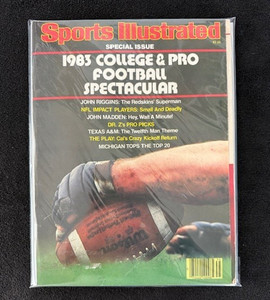 Sports Illustrated
SPECIAL ISSUE
1983 COLLEGE & PRO
FOOTBALL
SPECTACULAR
JOHN RIGGINS: The Redskins' Superman
NFL IMPACT PLAYERS: Small And Deadly
JOHN MADDEN: Hey, Wait A Minute!
DR. Z's PRO PICKS
TEXAS A&M: The Twelfth Man Theme
THE PLAY: Cal's Crazy Kickoff Return
MICHIGAN TOPS THE TOP 20
Wilson